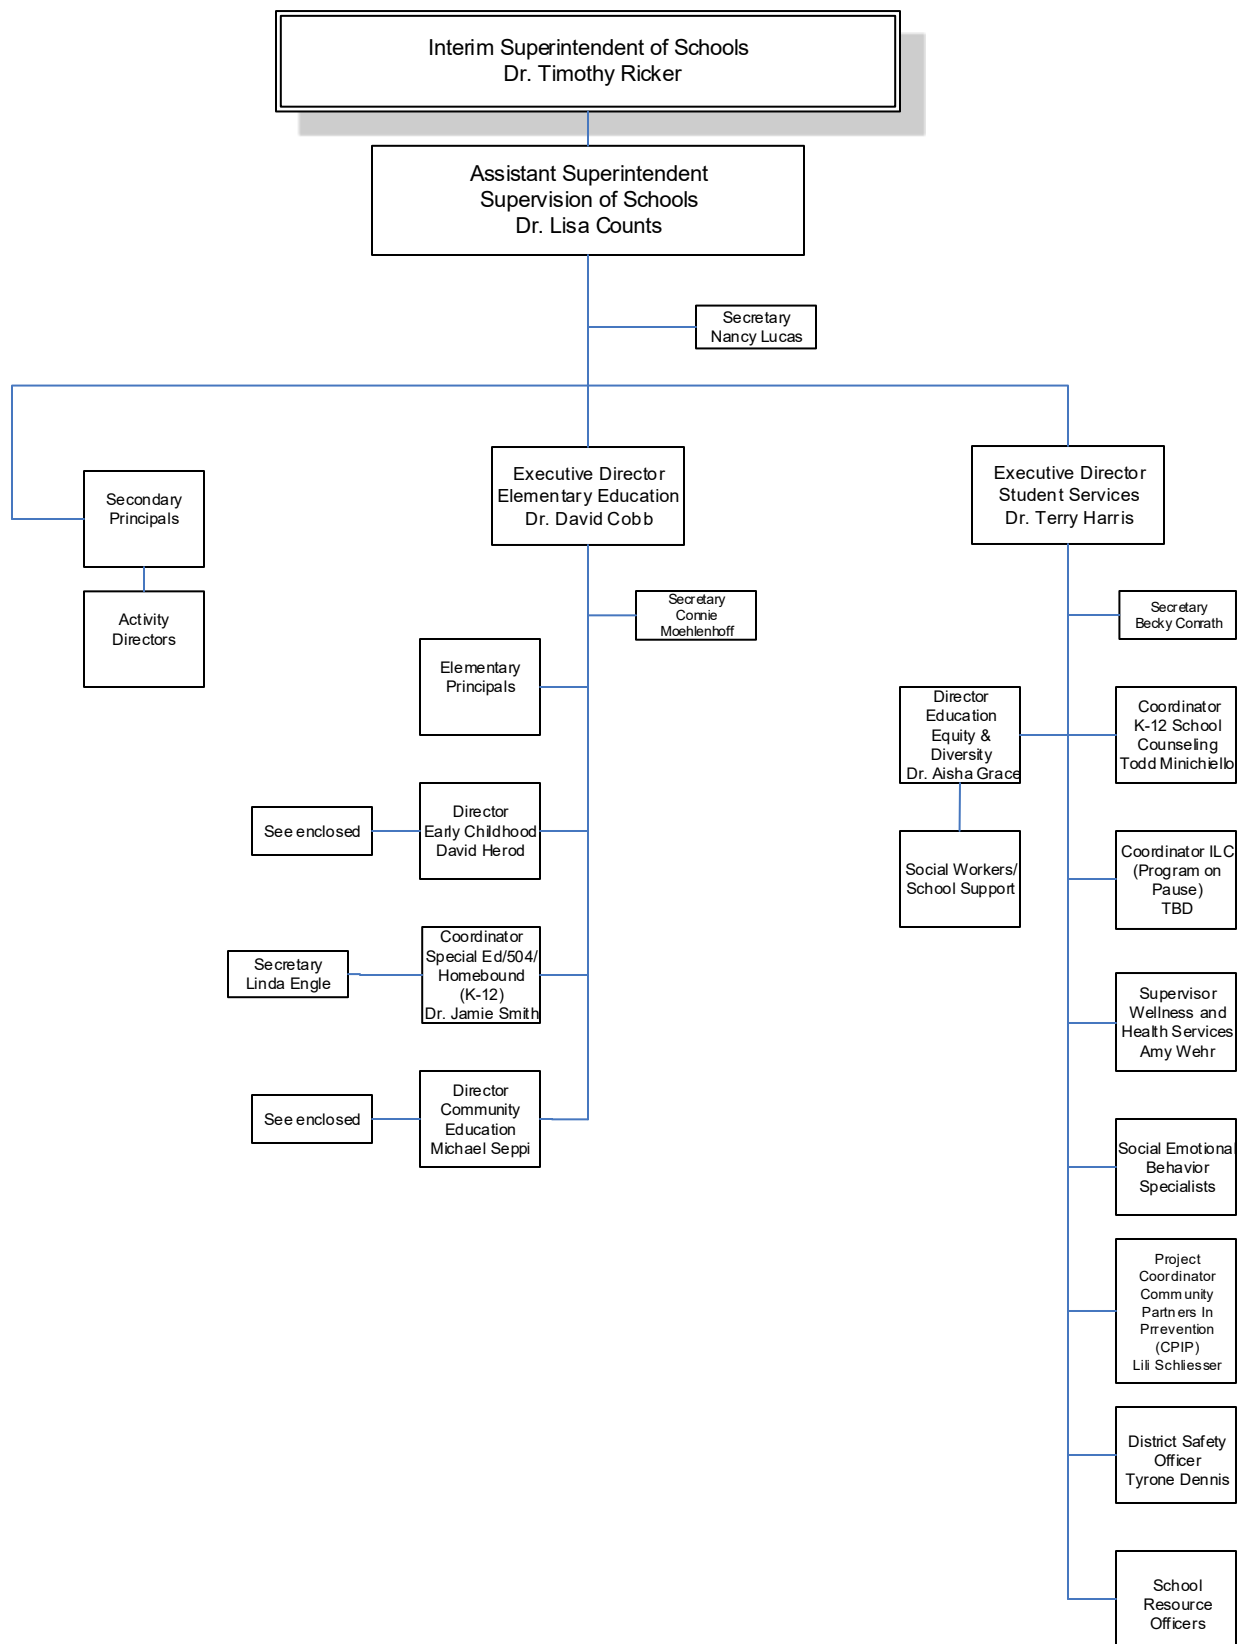 Interim Superintendent of Schools
Dr. Timothy Ricker
Assistant Superintendent
Supervision of Schools
Dr. Lisa Counts
Secretary
Nancy Lucas
Secondary
Principals
Activity
Directors
Executive Director
Elementary Education
Dr. David Cobb
Secretary
Connie
Moehlenhoff
Elementary
Principals
See enclosed
Director
Early Childhood
David Herod
Secretary
Linda Engle
Coordinator
Special Ed/504/
Homebound
(K-12)
Dr. Jamie Smith
See enclosed
Director
Community
Education
Michael Seppi
Executive Director
Student Services
Dr. Terry Harris
Secretary
Becky Conrath
Director
Education
Equity &
Diversity
Dr. Aisha Grace
Social Workers/
School Support
Coordinator
K-12 School
Counseling
Todd Minichiello
Coordinator ILC
(Program on
Pause)
TBD
Supervisor
Wellness and
Health Services
Amy Wehr
Social Emotional
Behavior
Specialists
Project
Coordinator
Community
Partners In
Prrevention
(CPIP)
Lili Schliesser
District Safety
Officer
Tyrone Dennis
School
Resource
Officers